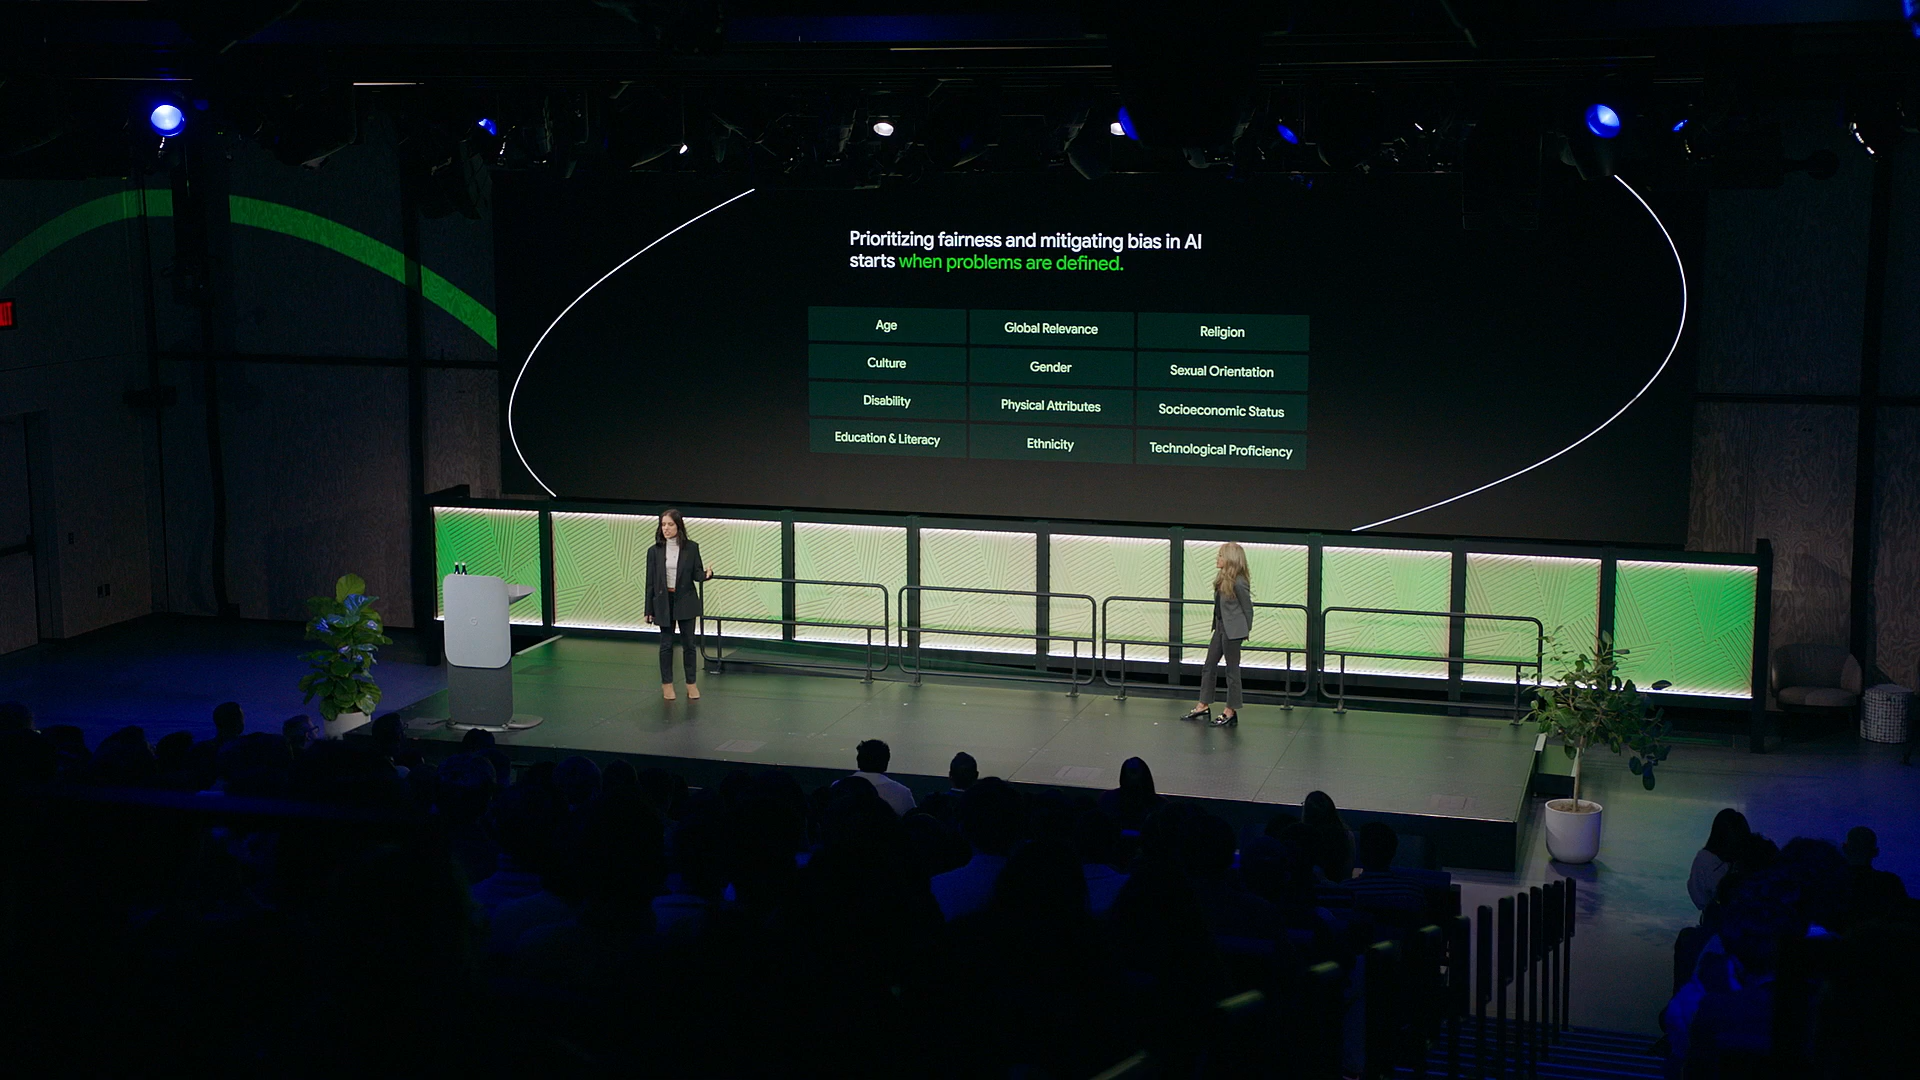 Prioritizing fairness and mitigating bias in AI
starts when problems are defined.
Age
Global Relevance
Religion
Culture
Gender
Sexual Orientation
Disability
Physical Attributes
Socioeconomic Status
Education & Literacy
Ethnicity
Technological Proficiency